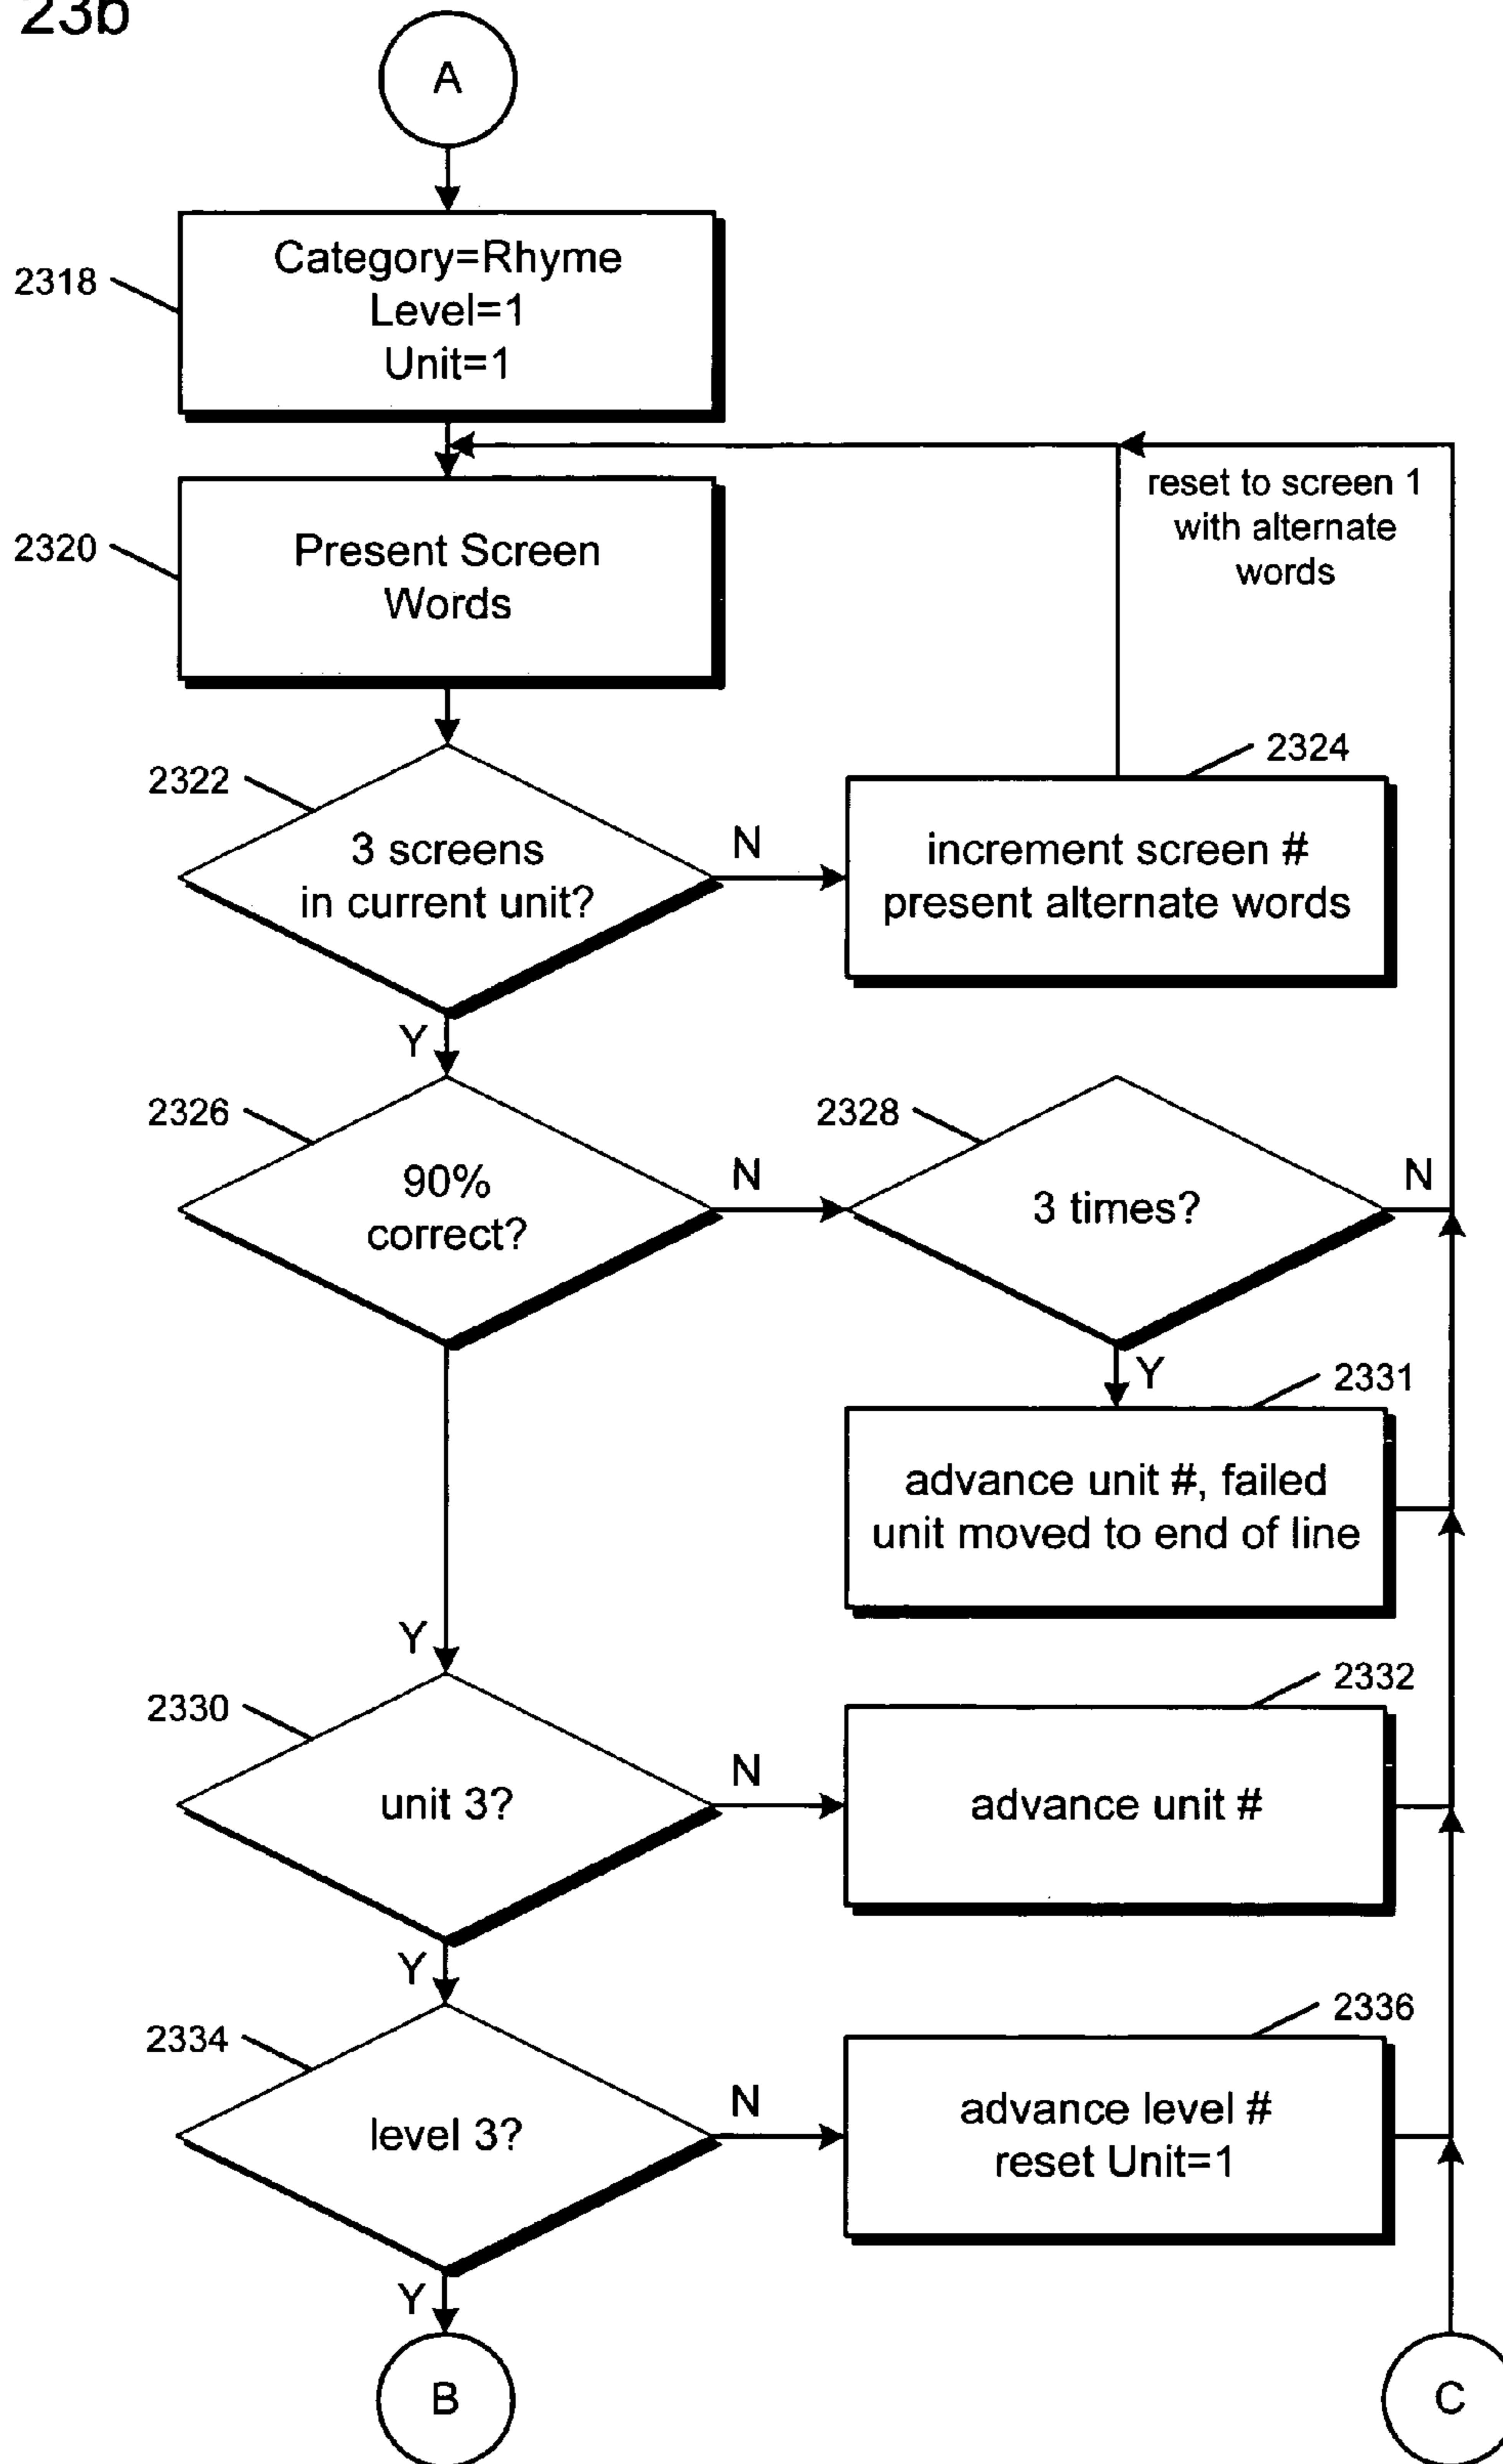 23b
A
2318
Category=Rhyme
Level=1
Unit=1
reset to screen 1
with alternate
words
2320
Present Screen
Words
2322
3 screens
in current unit?
N
2324
increment screen #
present alternate words
Y
2326
90%
correct?
N
2328
3 times?
N
Y
2331
advance unit #, failed
unit moved to end of line
Y
2330
unit 3?
N
2332
advance unit #
Y
2334
level 3?
N
2336
advance level #
reset Unit=1
Y
B
C